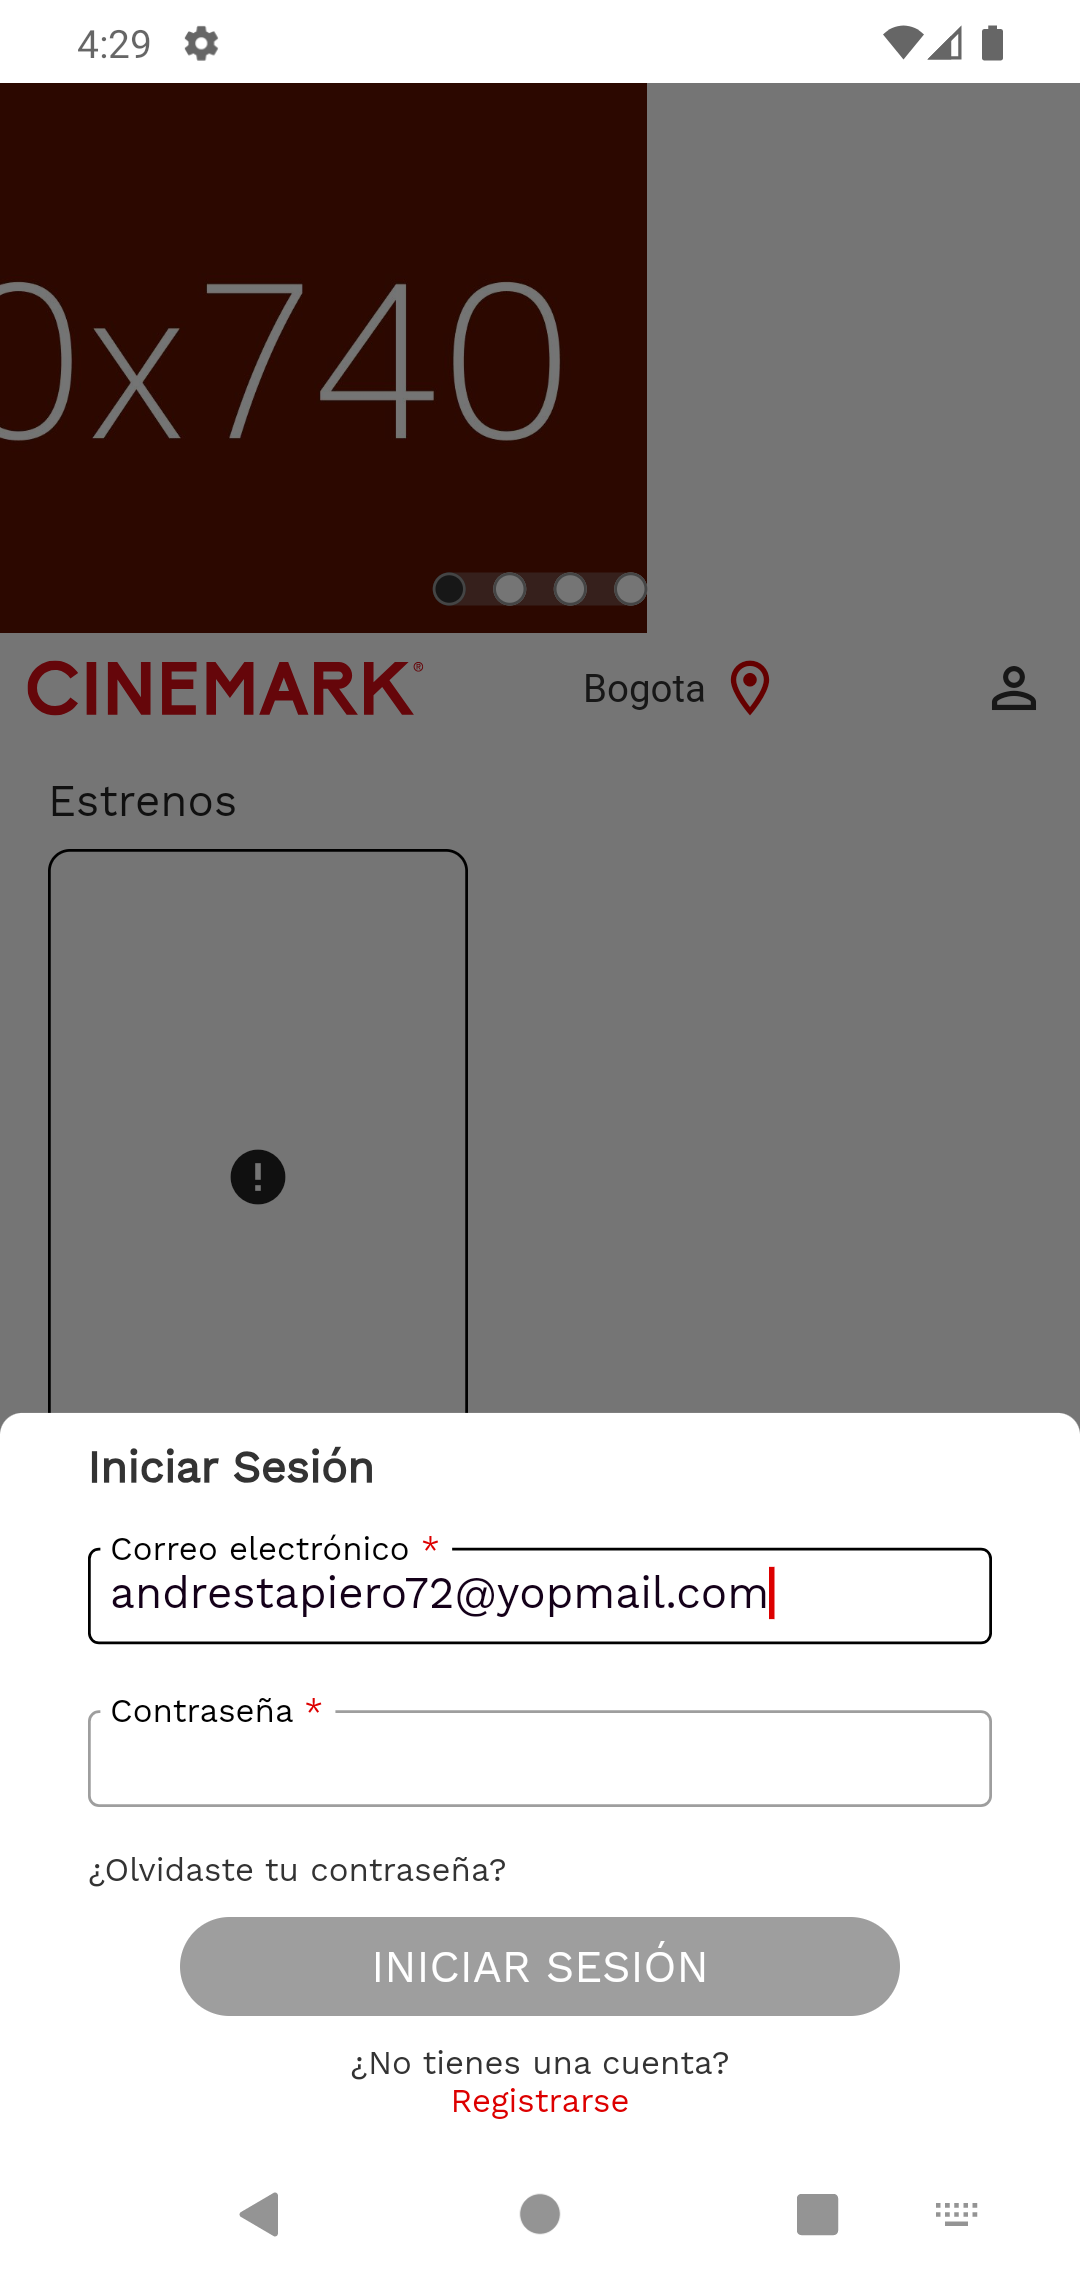 4:29
0x740
CINEMARK®
Bogota
Estrenos
Iniciar Sesión
Correo electrónico *
andrestapiero72@yopmail.com
Contraseña *
¿Olvidaste tu contraseña?
INICIAR SESIÓN
¿No tienes una cuenta?
Registrarse